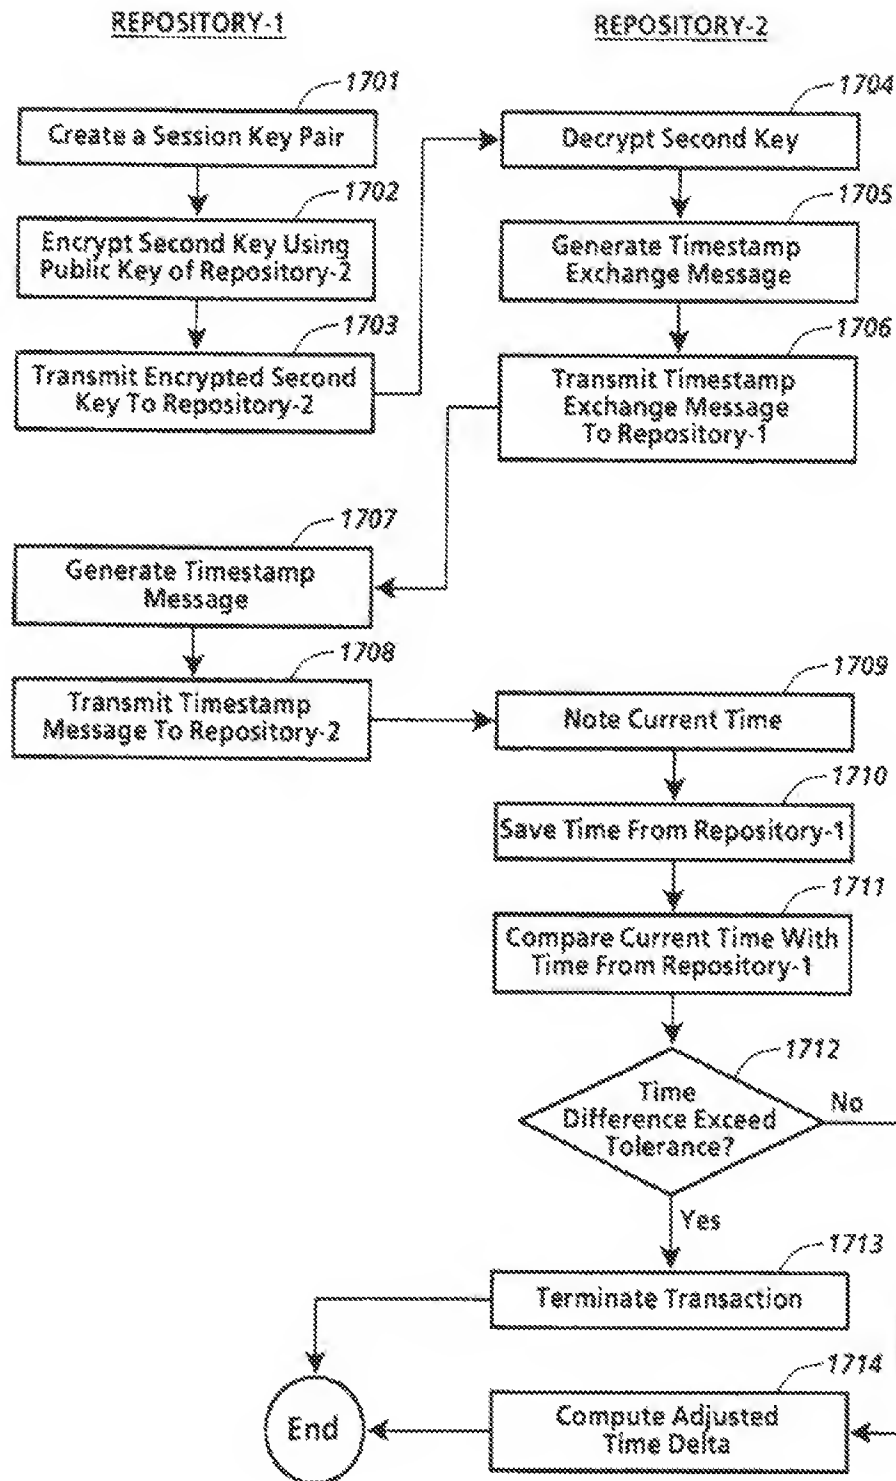 REPOSITORY-1
REPOSITORY-2
1701
Create a Session Key Pair
1702
Encrypt Second Key Using
Public Key of Repository-2
1703
Transmit Encrypted Second
Key To Repository-2
1704
Decrypt Second Key
1705
Generate Timestamp
Exchange Message
1706
Transmit Timestamp
Exchange Message
To Repository-1
1707
Generate Timestamp
Message
1708
Transmit Timestamp
Message To Repository-2
1709
Note Current Time
1710
Save Time From Repository-1
1711
Compare Current Time With
Time From Repository-1
1712
Time
Difference Exceed
Tolerance?
No
Yes
1713
Terminate Transaction
1714
Compute Adjusted
Time Delta
End